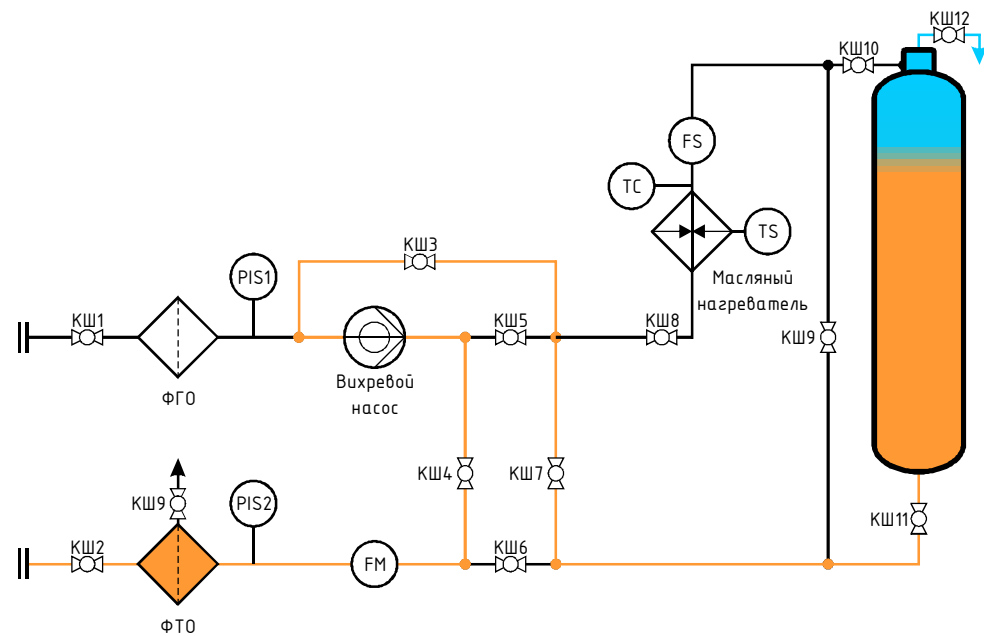 КШ12
КШ10
FS
TC
TS
КШ3
Масляный
нагреватель
PIS1
КШ1
КШ5
КШ8
КШ9
Вихревой
насос
ФГО
КШ4
КШ7
КШ9
PIS2
КШ11
КШ2
FM
КШ6
ФТО